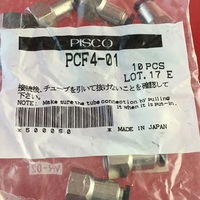 PISCO
PCF4-01
10 PCS
LOT. 17 E
接続後、チューブを引いて抜けないことを確認して
下さい。
NOTE: Make sure the tube connection by Pulling
it when it is put-in.
*500050*
MADE IN JAPAN